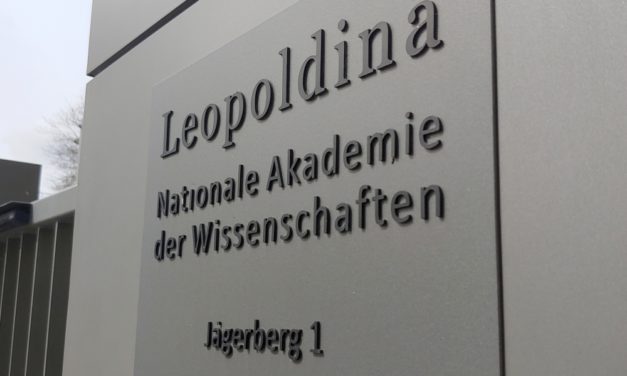 Leopoldina
Nationale Akademie
der Wissenschaften
Jägerberg 1